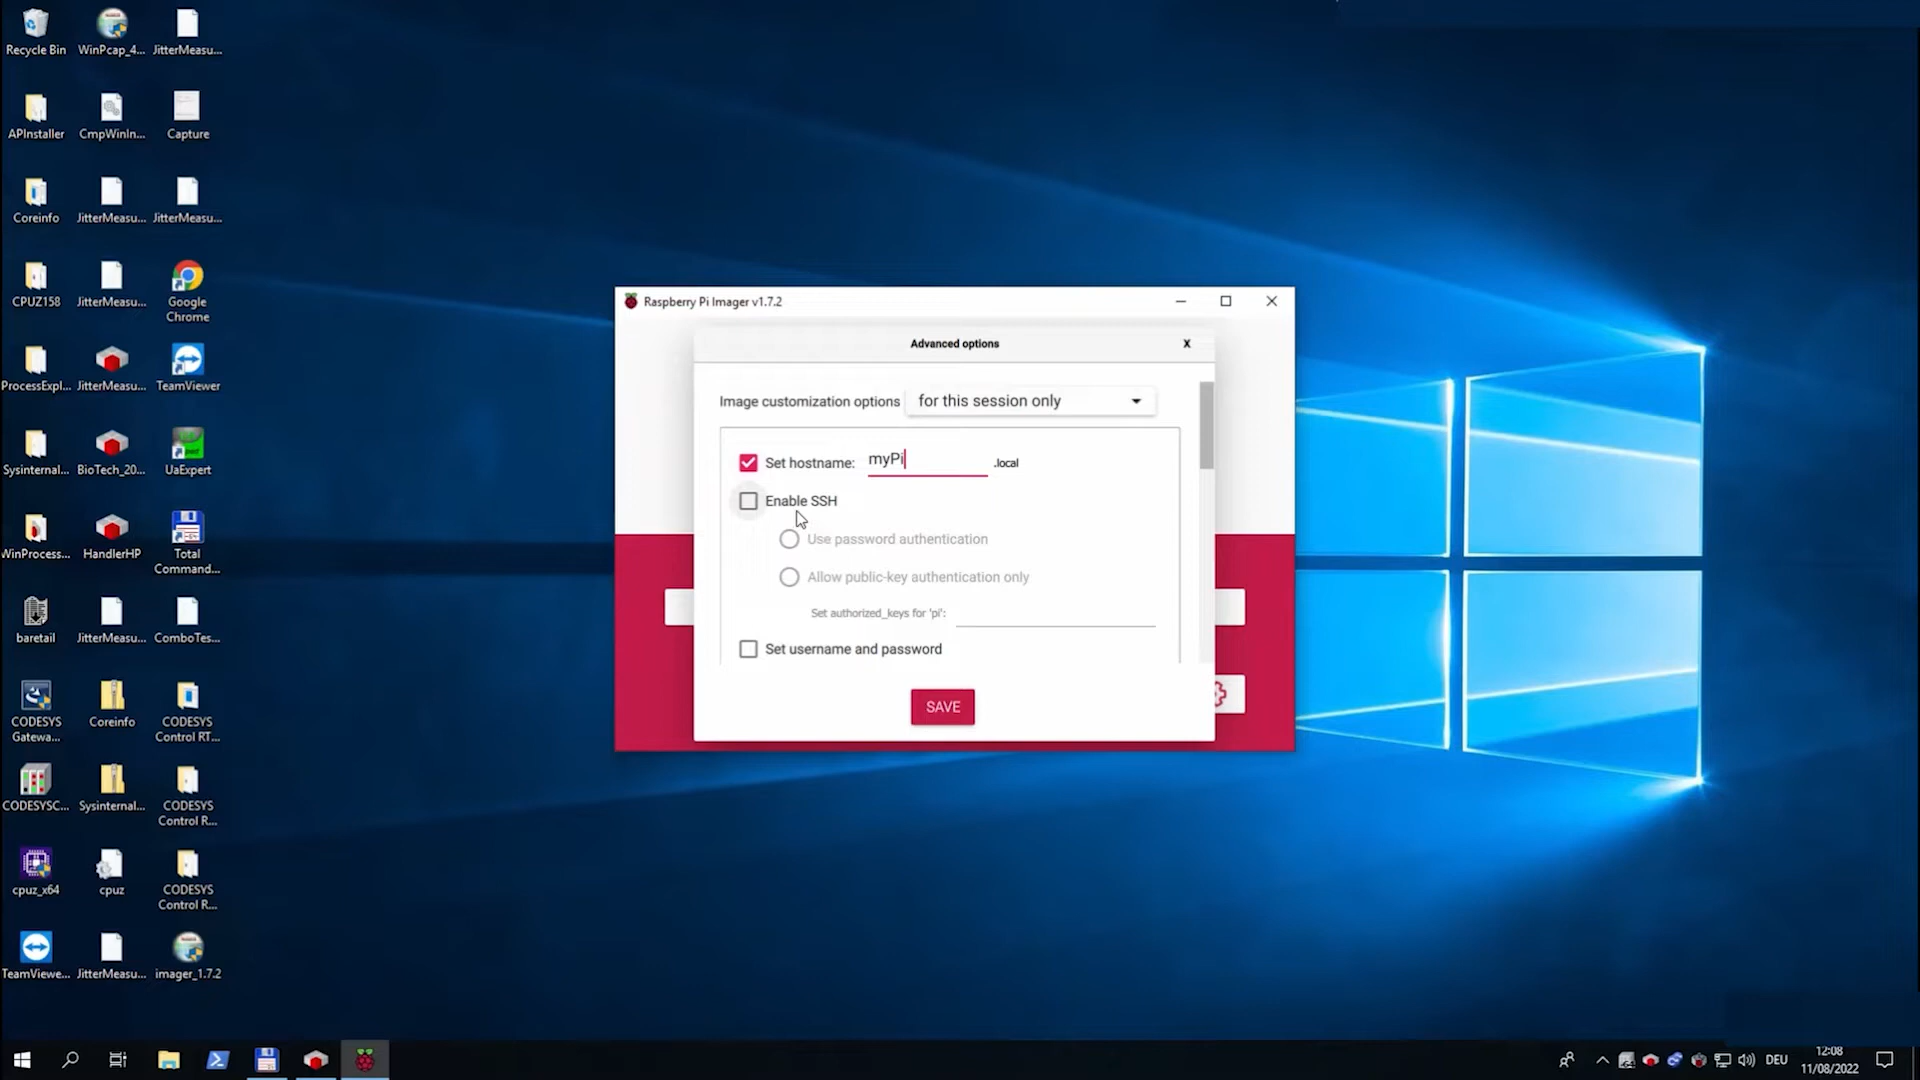 Recycle Bin
WinPcap_4...
JitterMeasu...
APInstaller
CmpWinIn...
Capture
Coreinfo
JitterMeasu...
JitterMeasu...
CPUZ158
JitterMeasu...
Google
Chrome
ProcessExpl...
JitterMeasu...
TeamViewer
Sysinternal...
BioTech_20...
UaExpert
WinProcess...
HandlerHP
Total
Command...
baretail
JitterMeasu...
ComboTes...
CODESYS
Gatewa...
Coreinfo
CODESYS
Control RT...
CODESYSC...
Sysinternal...
CODESYS
Control R...
cpuz_x64
cpuz
CODESYS
Control R...
TeamViewe...
JitterMeasu...
imager_1.7.2
Raspberry Pi Imager v1.7.2
Advanced options
X
Image customization options
for this session only
Set hostname:
myPi
.local
Enable SSH
Use password authentication
Allow public-key authentication only
Set authorized_keys for 'pi':
Set username and password
SAVE
DEU
12:08
11/08/2022